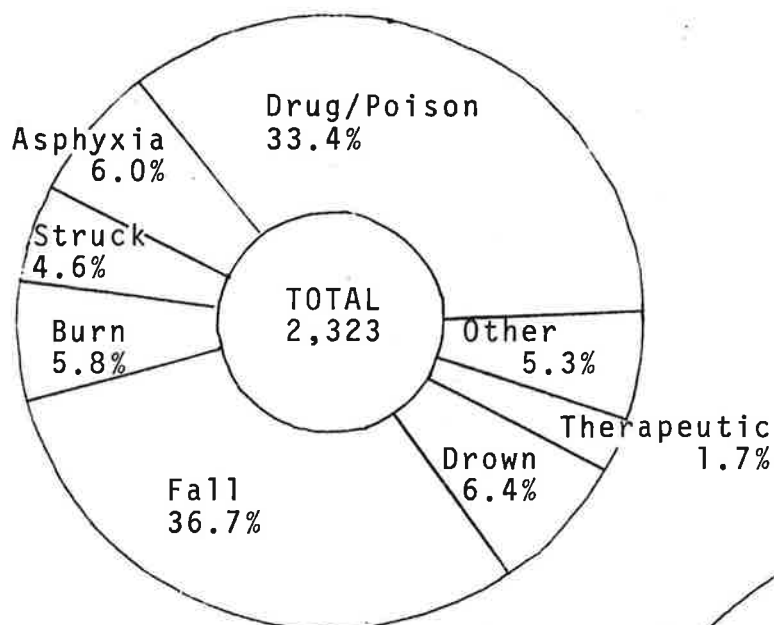 Drug/Poison
33.4%
Asphyxia
6.0%
Struck
4.6%
Burn
5.8%
TOTAL
2,323
Other
5.3%
Therapeutic
1.7%
Drown
6.4%
Fall
36.7%